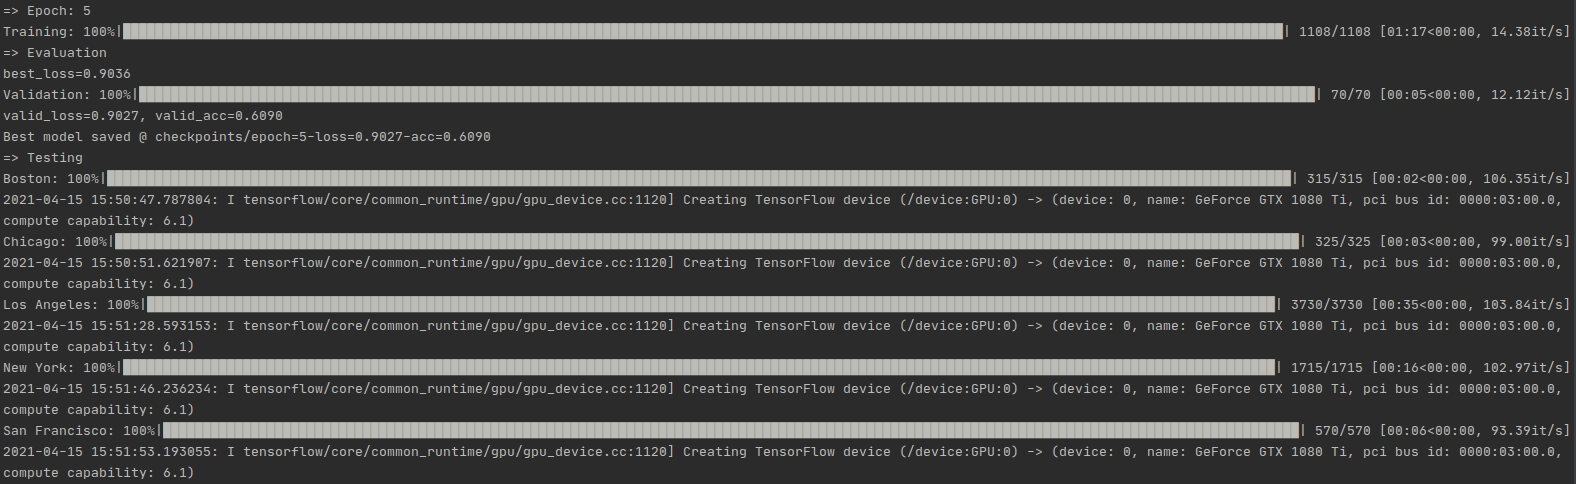 => Epoch: 5
Training: 100%|██████████| 1108/1108 [01:17<00:00, 14.38it/s]
=> Evaluation
best_loss=0.9036
Validation: 100%|██████████| 70/70 [00:05<00:00, 12.12it/s]
valid_loss=0.9027, valid_acc=0.6090
Best model saved @ checkpoints/epoch=5-loss=0.9027-acc=0.6090
=> Testing
Boston: 100%|██████████| 315/315 [00:02<00:00, 106.35it/s]
2021-04-15 15:50:47.787804: I tensorflow/core/common_runtime/gpu/gpu_device.cc:1120] Creating TensorFlow device (/device:GPU:0) -> (device: 0, name: GeForce GTX 1080 Ti, pci bus id: 0000:03:00.0,
compute capability: 6.1)
Chicago: 100%|██████████| 325/325 [00:03<00:00, 99.00it/s]
2021-04-15 15:50:51.621907: I tensorflow/core/common_runtime/gpu/gpu_device.cc:1120] Creating TensorFlow device (/device:GPU:0) -> (device: 0, name: GeForce GTX 1080 Ti, pci bus id: 0000:03:00.0,
compute capability: 6.1)
Los Angeles: 100%|██████████| 3730/3730 [00:35<00:00, 103.84it/s]
2021-04-15 15:51:28.593153: I tensorflow/core/common_runtime/gpu/gpu_device.cc:1120] Creating TensorFlow device (/device:GPU:0) -> (device: 0, name: GeForce GTX 1080 Ti, pci bus id: 0000:03:00.0,
compute capability: 6.1)
New York: 100%|██████████| 1715/1715 [00:16<00:00, 102.97it/s]
2021-04-15 15:51:46.236234: I tensorflow/core/common_runtime/gpu/gpu_device.cc:1120] Creating TensorFlow device (/device:GPU:0) -> (device: 0, name: GeForce GTX 1080 Ti, pci bus id: 0000:03:00.0,
compute capability: 6.1)
San Francisco: 100%|██████████| 570/570 [00:06<00:00, 93.39it/s]
2021-04-15 15:51:53.193055: I tensorflow/core/common_runtime/gpu/gpu_device.cc:1120] Creating TensorFlow device (/device:GPU:0) -> (device: 0, name: GeForce GTX 1080 Ti, pci bus id: 0000:03:00.0,
compute capability: 6.1)